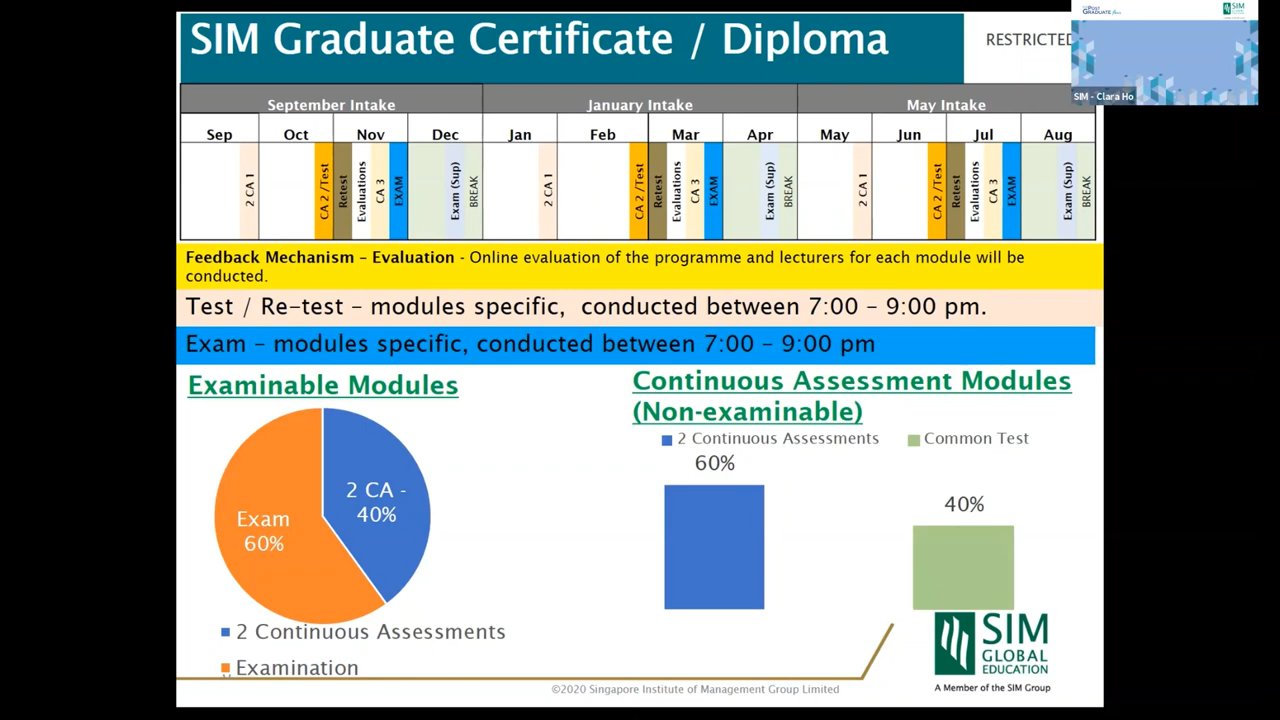 SIM Graduate Certificate / Diploma
RESTRICTED
POST
GRADUATE
SIM
GLOBAL
EDUCATION
SIM - Clara Ho
September Intake
January Intake
May Intake
Sep
Oct
Nov
Dec
Jan
Feb
Mar
Apr
May
Jun
Jul
Aug
2 CA 1
CA 2 /Test
Retest
Evaluations
CA 3
EXAM
Exam (Sup)
BREAK
2 CA 1
CA 2 /Test
Retest
Evaluations
CA 3
EXAM
Exam (Sup)
BREAK
2 CA 1
CA 2 /Test
Retest
Evaluations
CA 3
EXAM
Exam (Sup)
BREAK
Feedback Mechanism – Evaluation - Online evaluation of the programme and lecturers for each module will be
conducted.
Test / Re-test – modules specific, conducted between 7:00 – 9:00 pm.
Exam – modules specific, conducted between 7:00 – 9:00 pm
Examinable Modules
2 CA -
40%
Exam
60%
2 Continuous Assessments
Examination
Continuous Assessment Modules
(Non-examinable)
2 Continuous Assessments
Common Test
60%
40%
SIM
GLOBAL
EDUCATION
A Member of the SIM Group
©2020 Singapore Institute of Management Group Limited